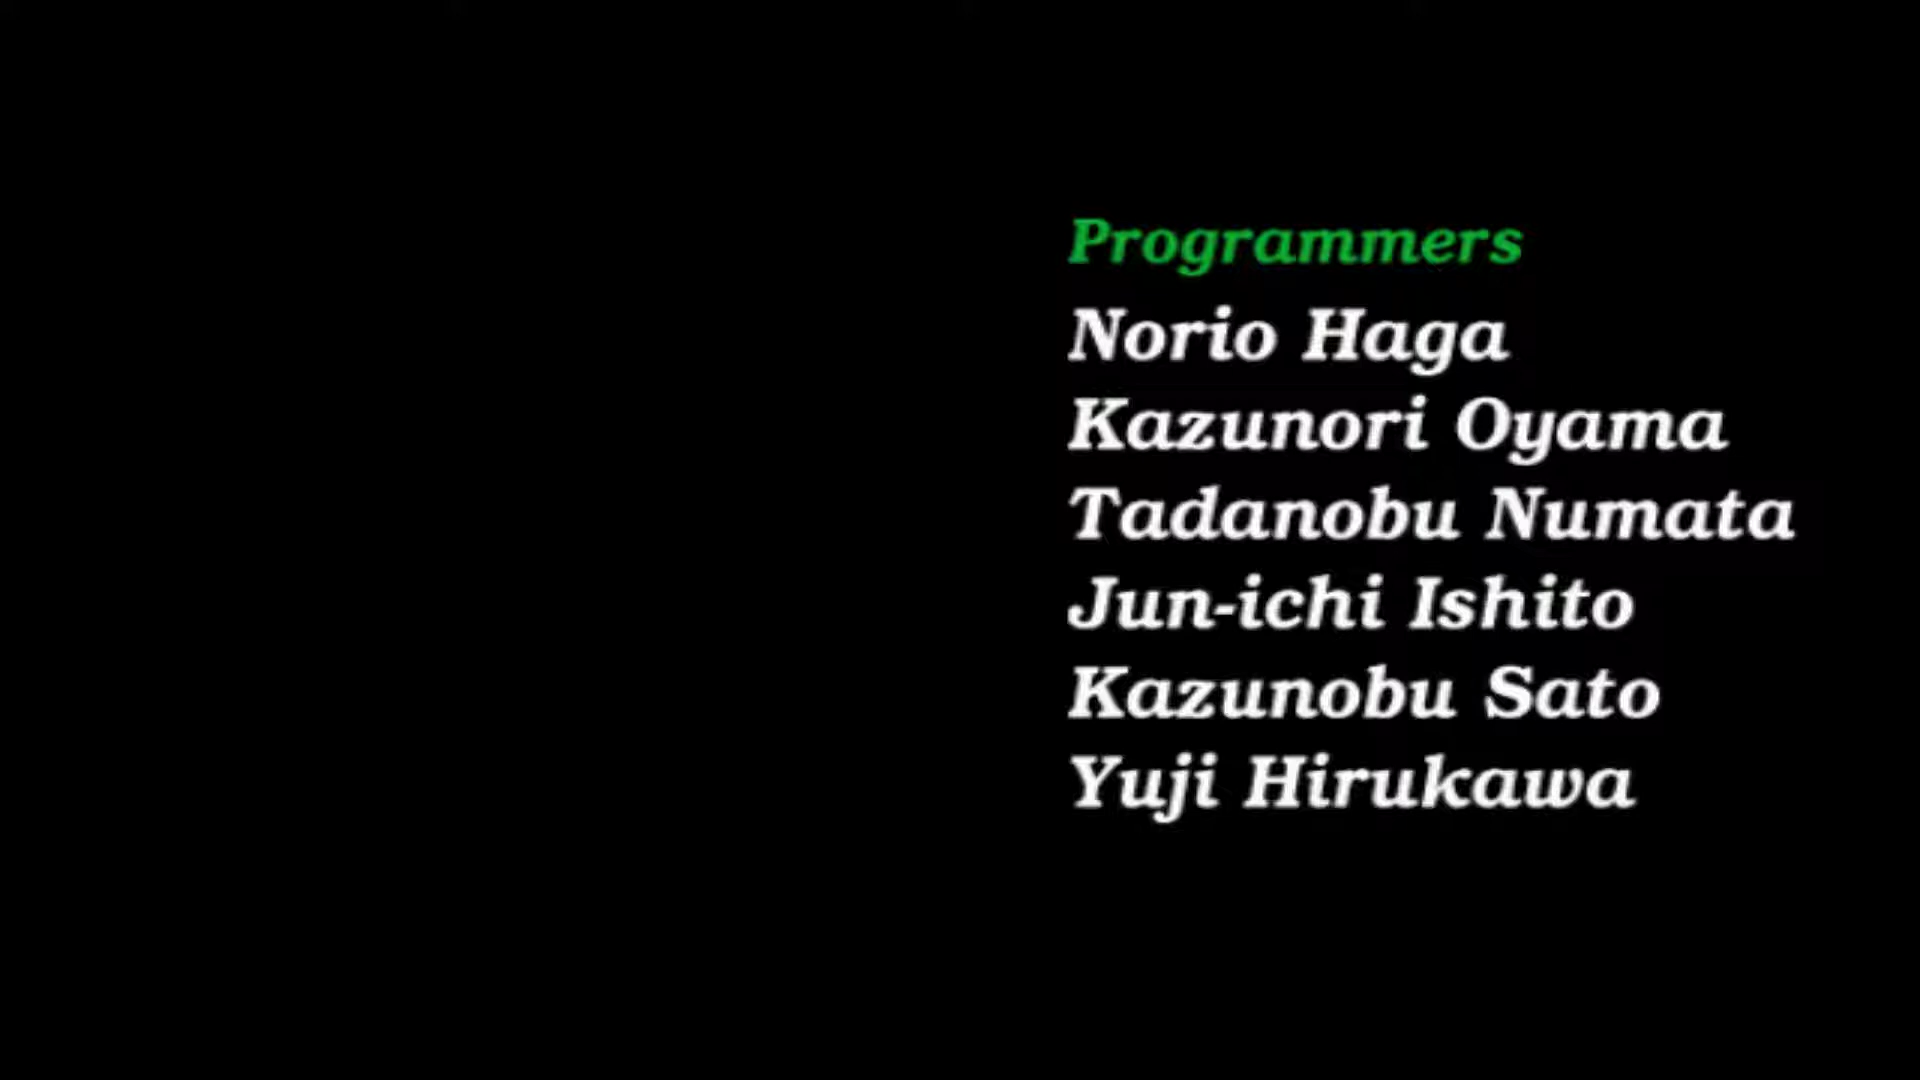 Programmers
Norio Haga
Kazunori Oyama
Tadanobu Numata
Jun-ichi Ishito
Kazunobu Sato
Yuji Hirukawa